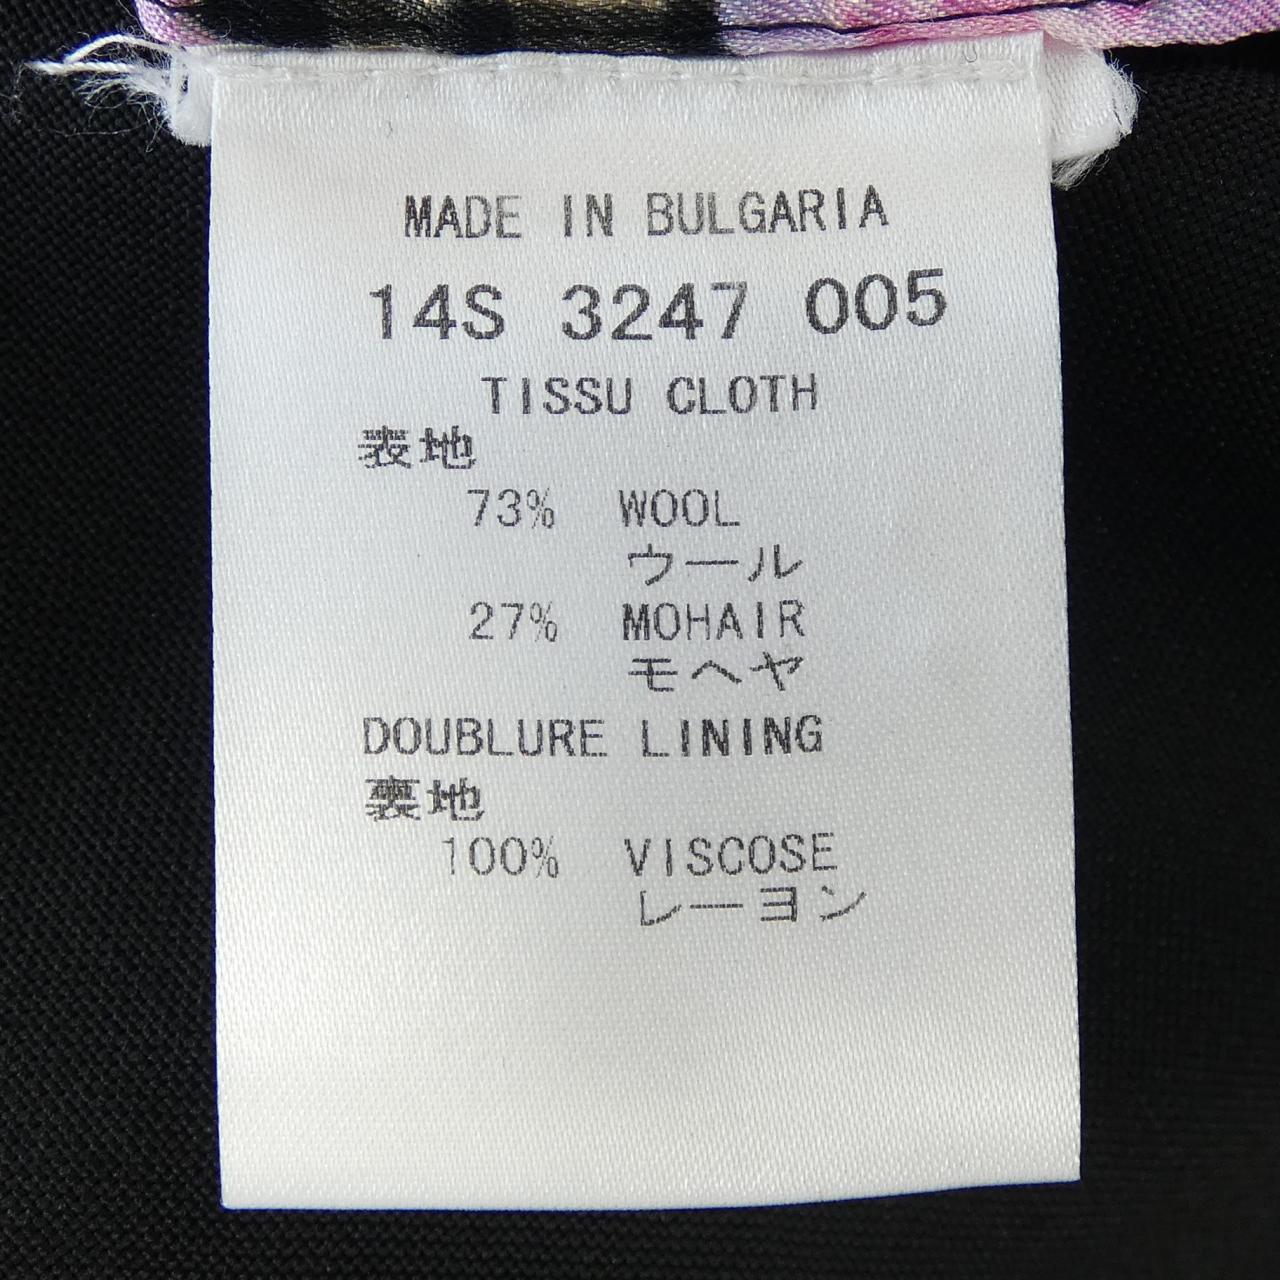 MADE IN BULGARIA
14S 3247 005
TISSU CLOTH
表地
73% WOOL
ウール
27% MOHAIR
モヘヤ
DOUBLURE LINING
裏地
100% VISCOSE
レーヨン